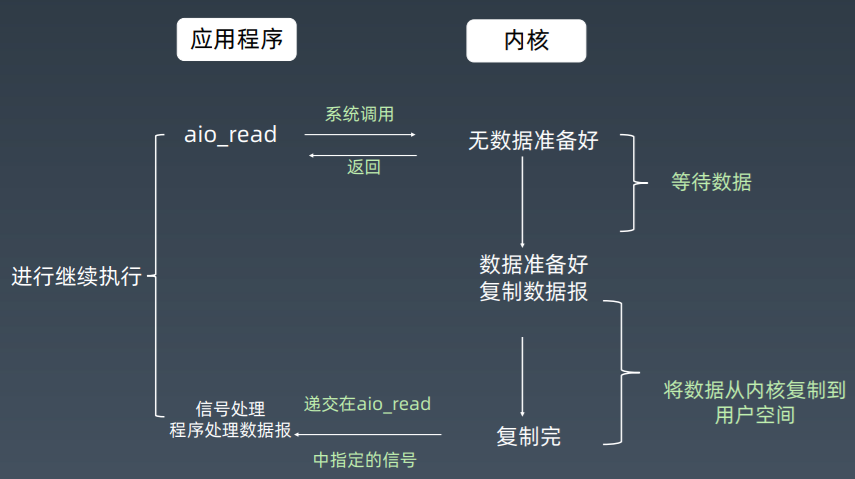 应用程序
内核
系统调用
aio_read
无数据准备好
返回
等待数据
数据准备好
复制数据报
进行继续执行
将数据从内核复制到
用户空间
信号处理
程序处理数据报
递交在aio_read
中指定的信号
复制完